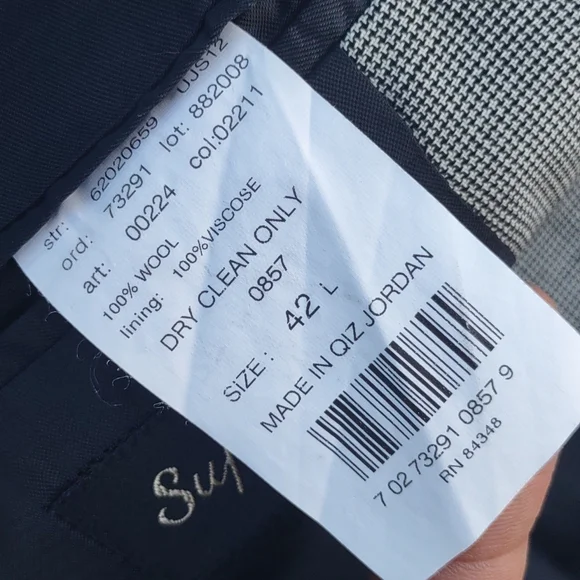 str: 62020659 UJS12
ord: 73291 lot: 882008
art: 00224 col:02211
100% WOOL
lining: 100%VISCOSE
DRY CLEAN ONLY
0857
SIZE: 42 L
MADE IN QIZ JORDAN
7 02 73291 0857 9
RN 84348
Sup